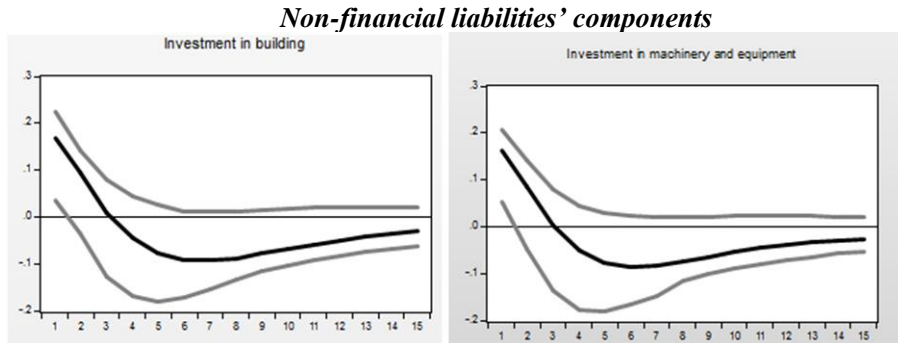 Non-financial liabilities’ components
Investment in building
.3
.2
.1
.0
-.1
-.2
1 2 3 4 5 6 7 8 9 10 11 12 13 14 15
Investment in machinery and equipment
.3
.2
.1
.0
-.1
-.2
1 2 3 4 5 6 7 8 9 10 11 12 13 14 15